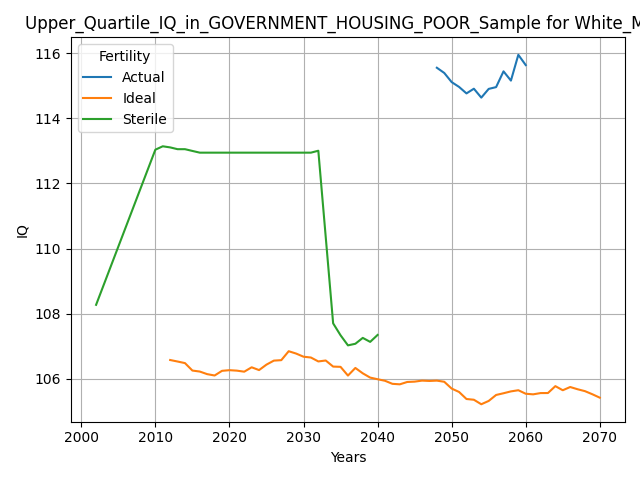 Upper_Quartile_IQ_in_GOVERNMENT_HOUSING_POOR_Sample for White_M
Fertility
Actual
Ideal
Sterile
116
114
112
110
108
106
IQ
2000 2010 2020 2030 2040 2050 2060 2070
Years